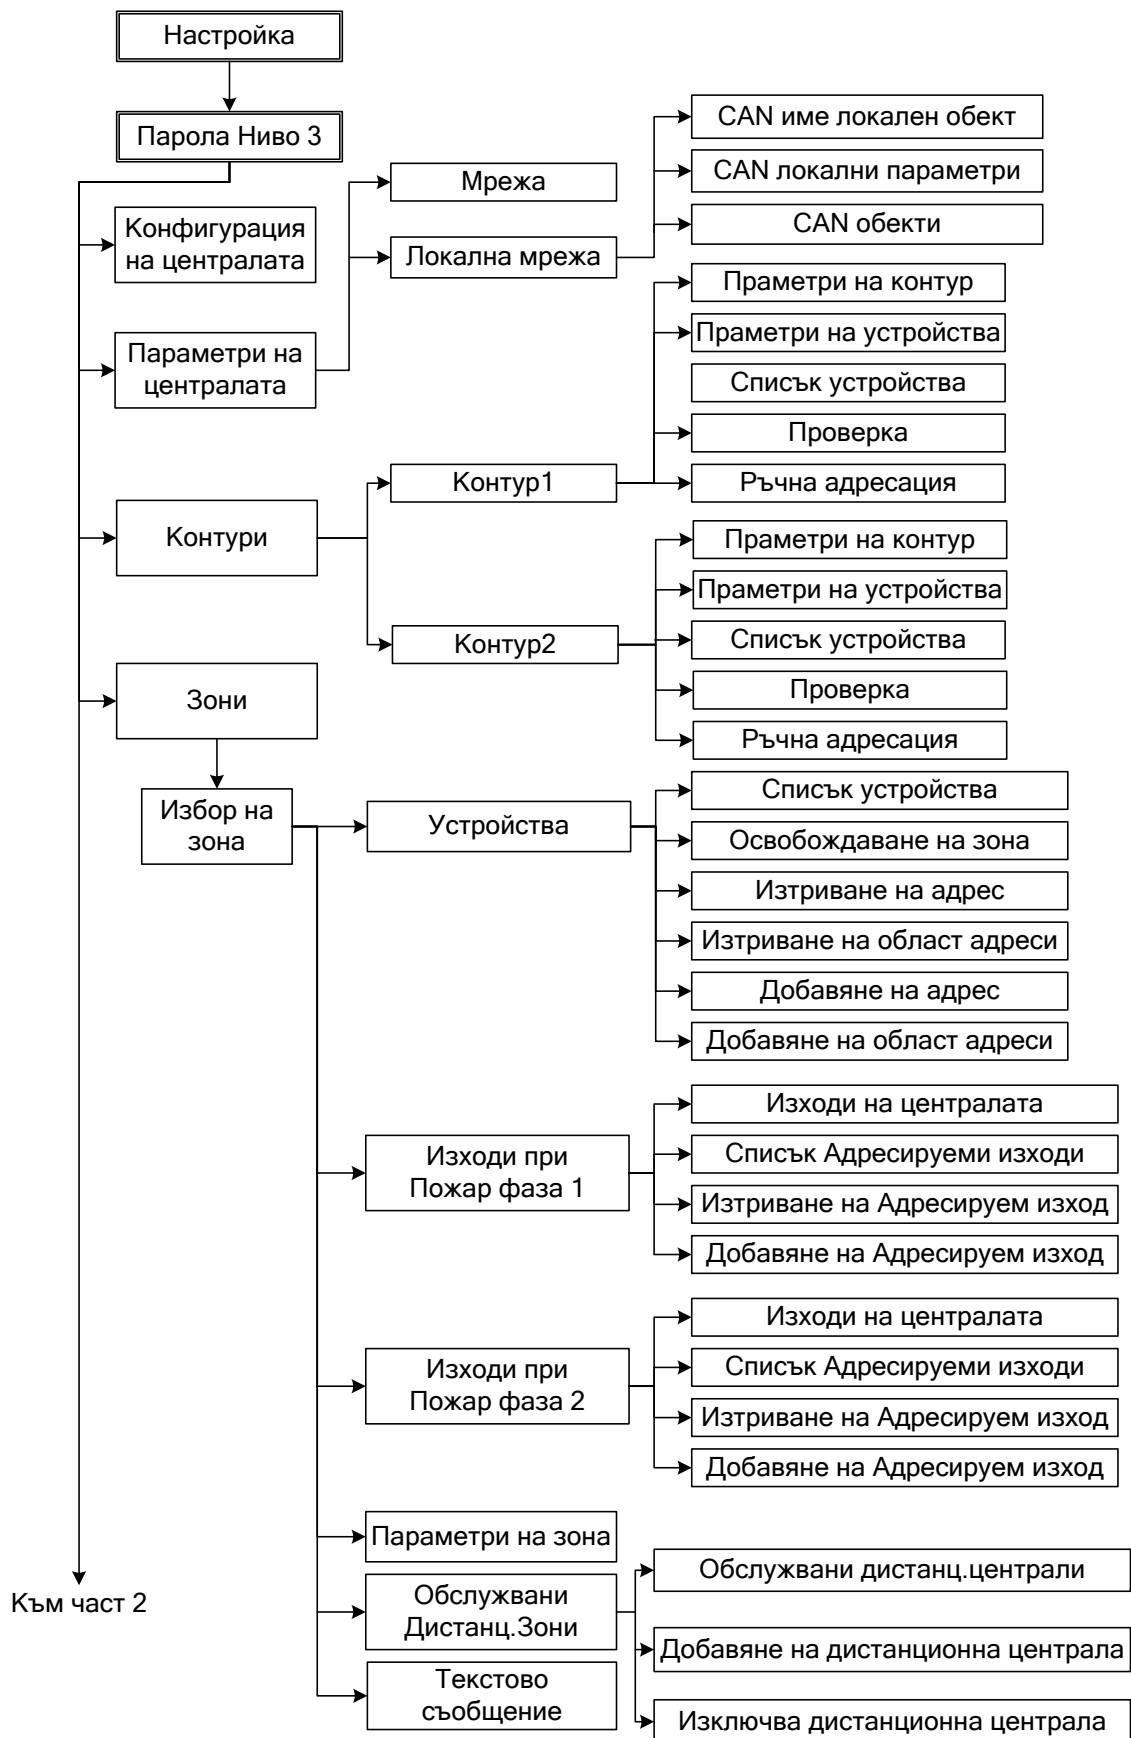 Настройка
Парола Ниво 3
Конфигурация
на централата
Параметри на
централата
Мрежа
Локална мрежа
CAN име локален обект
CAN локални параметри
CAN обекти
Контури
Контур1
Праметри на контур
Праметри на устройства
Списък устройства
Проверка
Ръчна адресация
Контур2
Праметри на контур
Праметри на устройства
Списък устройства
Проверка
Ръчна адресация
Зони
Избор на
зона
Устройства
Списък устройства
Освобождаване на зона
Изтриване на адрес
Изтриване на област адреси
Добавяне на адрес
Добавяне на област адреси
Изходи при
Пожар фаза 1
Изходи на централата
Списък Адресируеми изходи
Изтриване на Адресируем изход
Добавяне на Адресируем изход
Изходи при
Пожар фаза 2
Изходи на централата
Списък Адресируеми изходи
Изтриване на Адресируем изход
Добавяне на Адресируем изход
Параметри на зона
Обслужвани
Дистанц.Зони
Обслужвани дистанц.централи
Добавяне на дистанционна централа
Изключва дистанционна централа
Текстово
съобщение
Към част 2